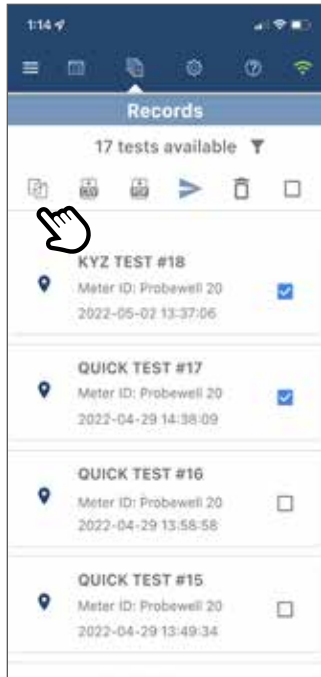 1:14
Records
17 tests available
KYZ TEST #18
Meter ID: Probewell 20
2022-05-02 13:37:06
QUICK TEST #17
Meter ID: Probewell 20
2022-04-29 14:38:09
QUICK TEST #16
Meter ID: Probewell 20
2022-04-29 13:58:58
QUICK TEST #15
Meter ID: Probewell 20
2022-04-29 13:49:34